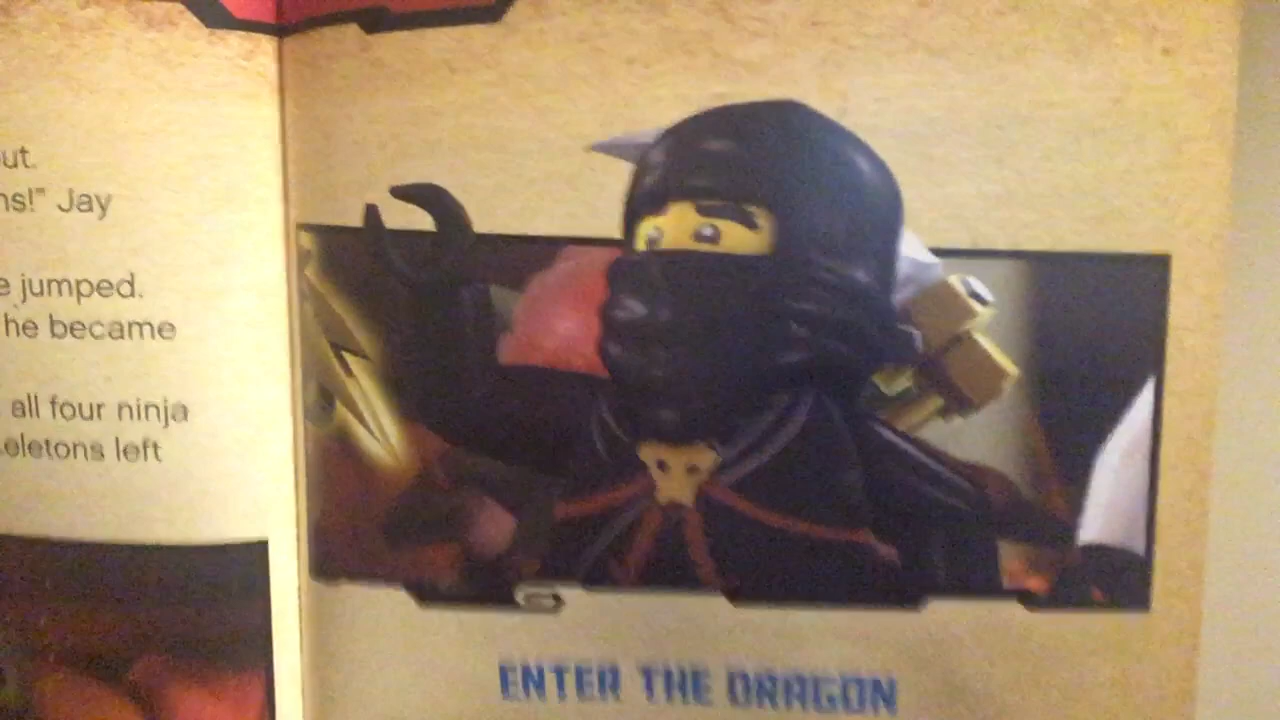 ut.
ns!" Jay
e jumped.
he became
all four ninja
eletons left
ENTER THE DRAGON